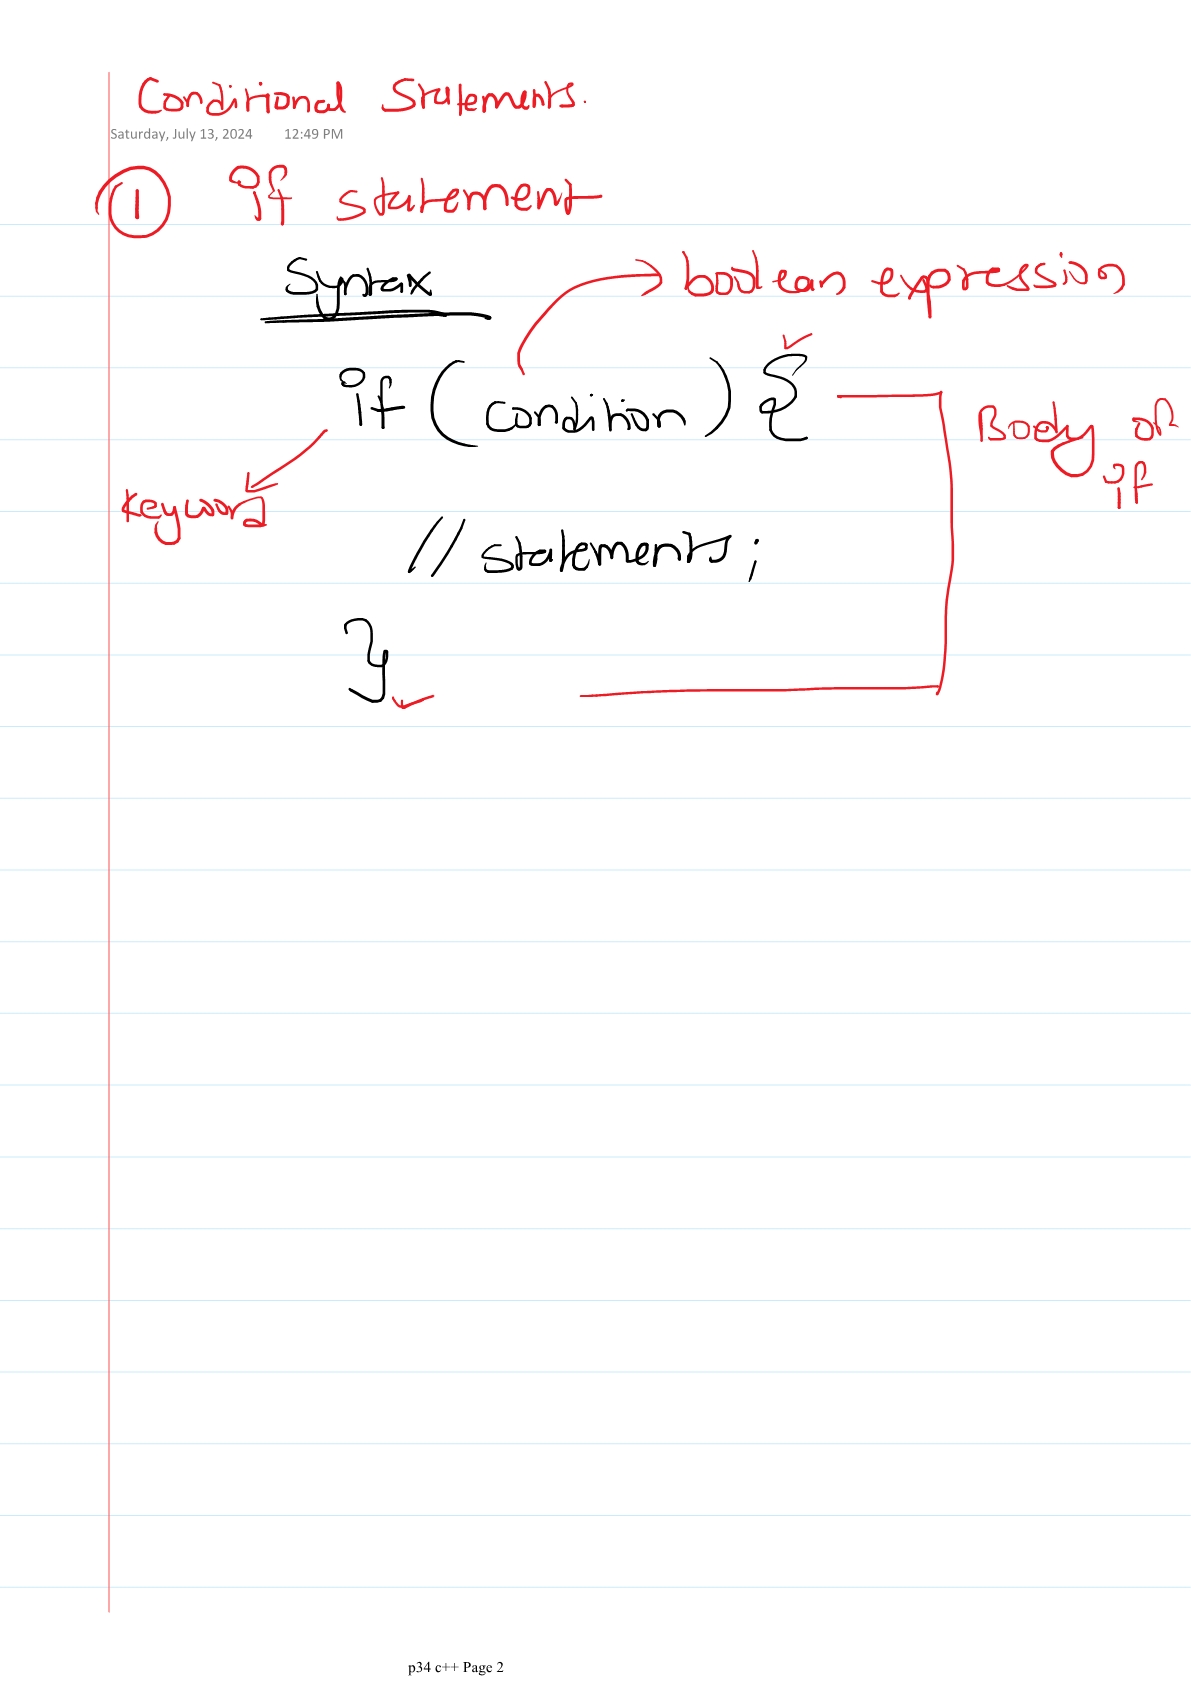 Conditional Statements.
Saturday, July 13, 2024 12:49 PM
1 if statement
Syntax
boolean expression
if (condition) {
Body of
if
Keyword
// statements;
}
p34 c++ Page 2